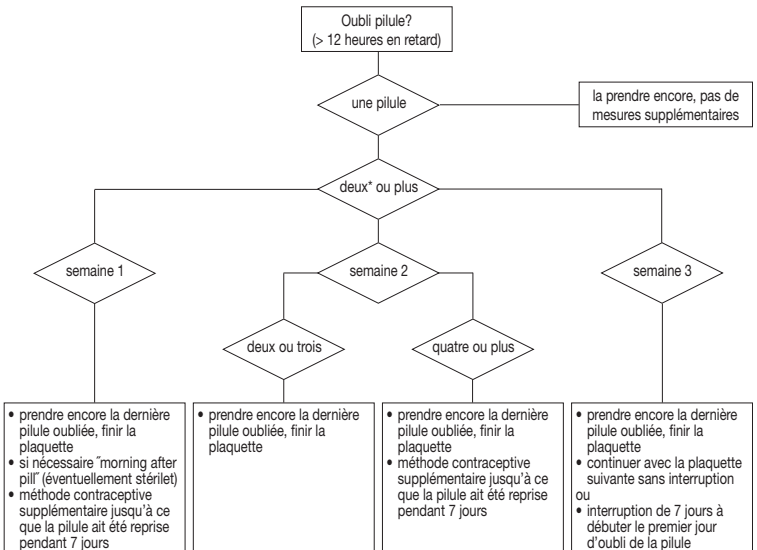 Oubli pilule?
(> 12 heures en retard)
une pilule
la prendre encore, pas de
mesures supplémentaires
deux* ou plus
semaine 1
semaine 2
semaine 3
deux ou trois
quatre ou plus
• prendre encore la dernière
pilule oubliée, finir la
plaquette
• si nécessaire ˝morning after
pill˝ (éventuellement stérilet)
• méthode contraceptive
supplémentaire jusqu'à ce
que la pilule ait été reprise
pendant 7 jours
• prendre encore la dernière
pilule oubliée, finir la
plaquette
• prendre encore la dernière
pilule oubliée, finir la
plaquette
• méthode contraceptive
supplémentaire jusqu'à ce
que la pilule ait été reprise
pendant 7 jours
• prendre encore la dernière
pilule oubliée, finir la
plaquette
• continuer avec la plaquette
suivante sans interruption
ou
• interruption de 7 jours à
débuter le premier jour
d'oubli de la pilule